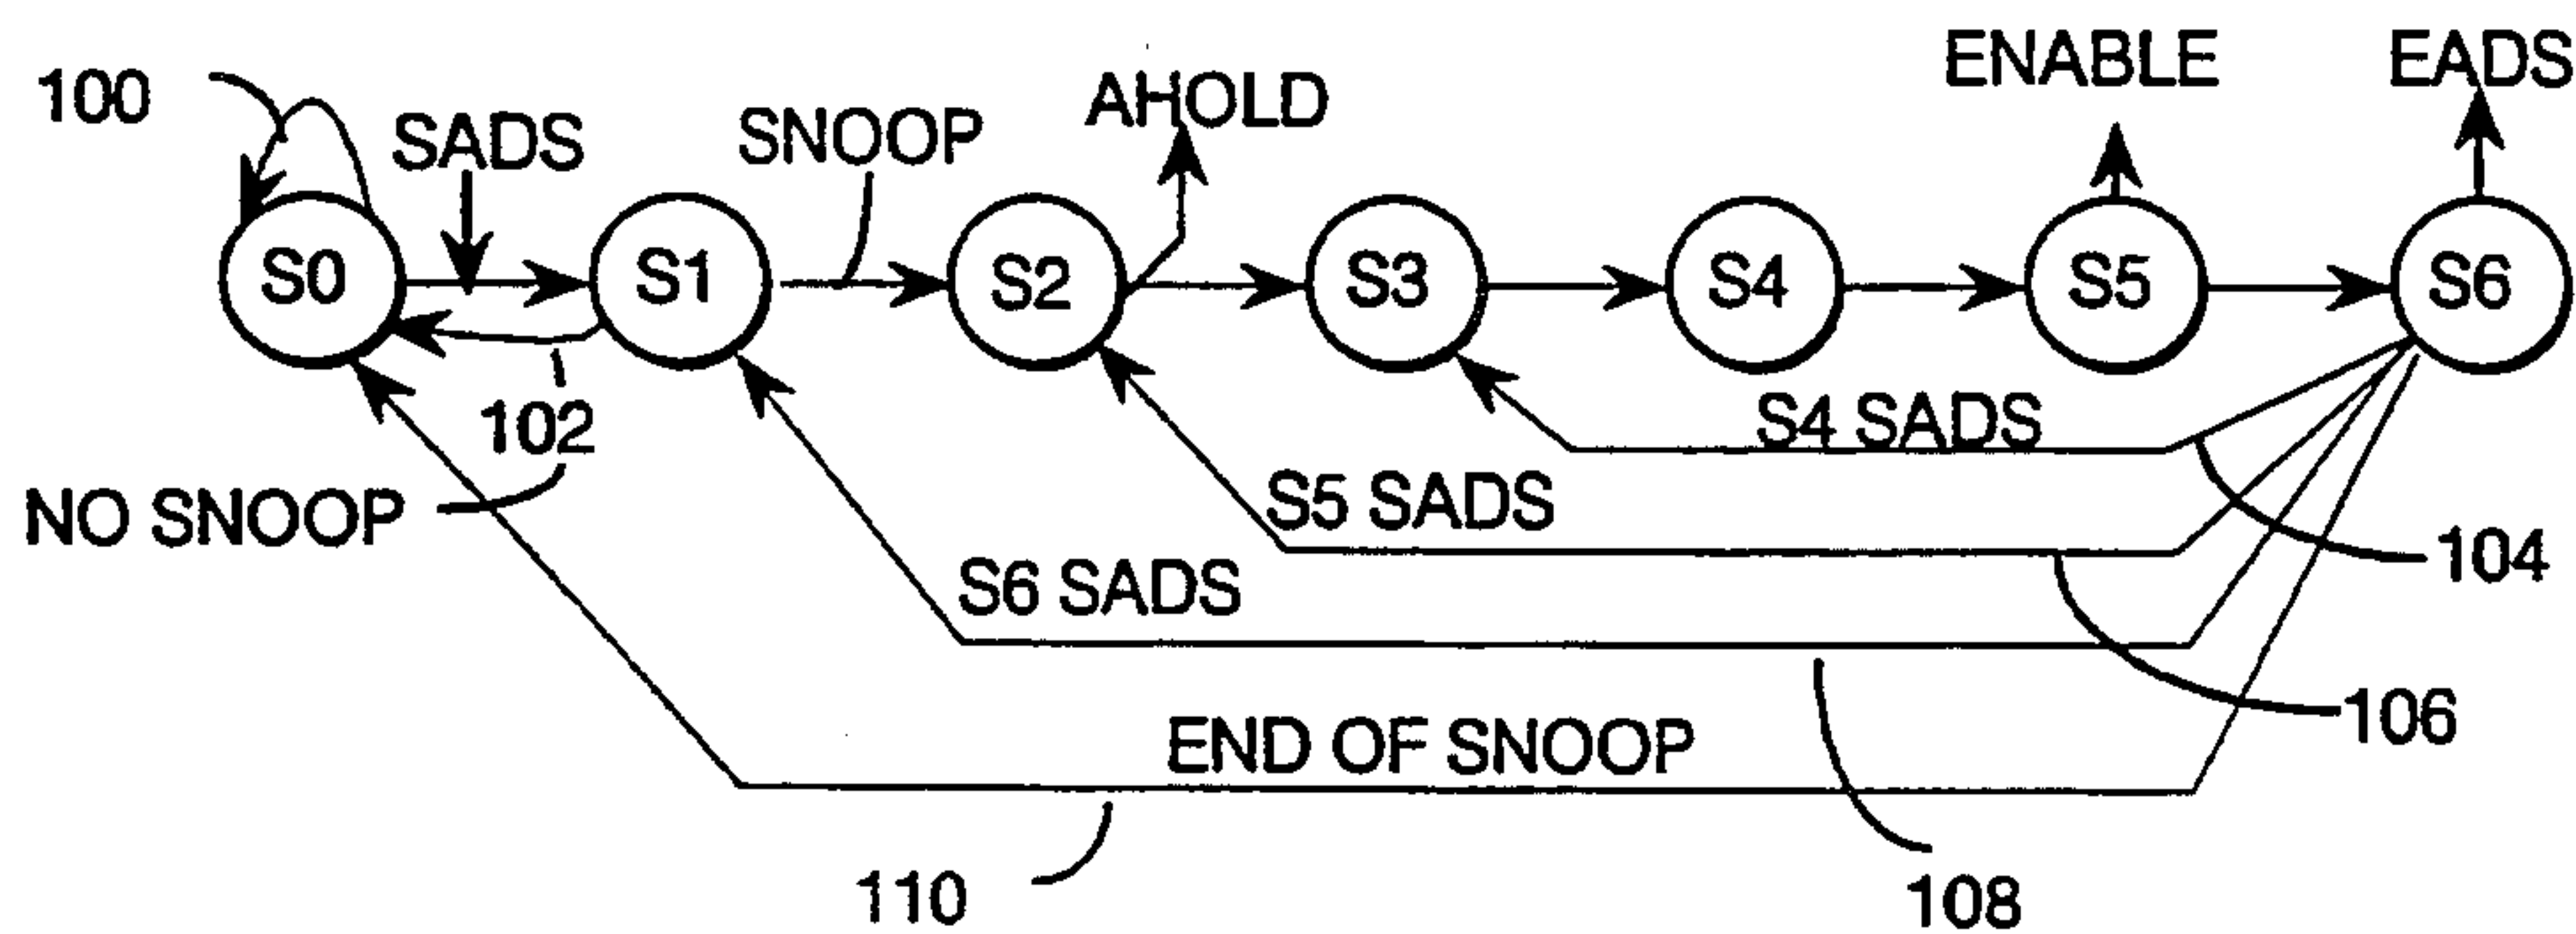 100
SADS
SNOOP
AHOLD
ENABLE
EADS
S0
S1
S2
S3
S4
S5
S6
102
NO SNOOP
S4 SADS
S5 SADS
S6 SADS
104
106
END OF SNOOP
110
108